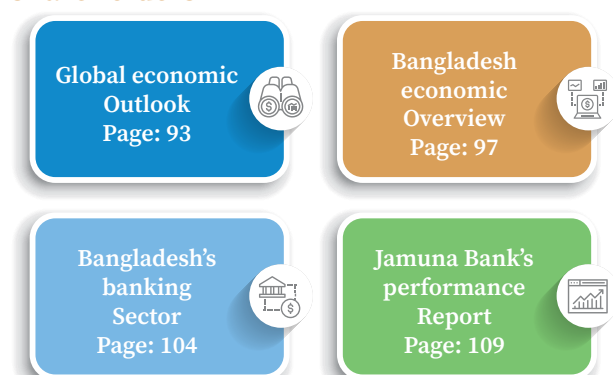 Global economic
Outlook
Page: 93
Bangladesh
economic
Overview
Page: 97
Bangladesh's
banking
Sector
Page: 104
Jamuna Bank's
performance
Report
Page: 109